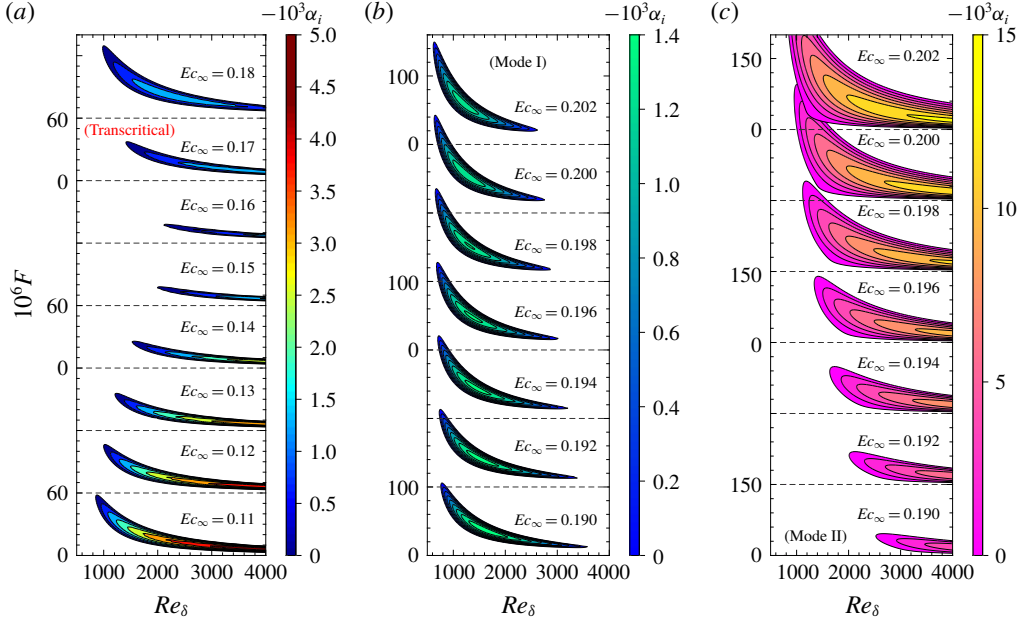 (a)
−10³αᵢ
5.0
4.5
4.0
3.5
3.0
2.5
2.0
1.5
1.0
0.5
0
10⁶F
60
0
60
0
60
0
Ec∞ = 0.18
(Transcritical)
Ec∞ = 0.17
Ec∞ = 0.16
Ec∞ = 0.15
Ec∞ = 0.14
Ec∞ = 0.13
Ec∞ = 0.12
Ec∞ = 0.11
1000 2000 3000 4000
Reδ
(b)
−10³αᵢ
1.4
1.2
1.0
0.8
0.6
0.4
0.2
0
100
0
100
0
100
0
(Mode I)
Ec∞ = 0.202
Ec∞ = 0.200
Ec∞ = 0.198
Ec∞ = 0.196
Ec∞ = 0.194
Ec∞ = 0.192
Ec∞ = 0.190
1000 2000 3000 4000
Reδ
(c)
−10³αᵢ
15
10
5
0
150
0
150
0
150
0
Ec∞ = 0.202
Ec∞ = 0.200
Ec∞ = 0.198
Ec∞ = 0.196
Ec∞ = 0.194
Ec∞ = 0.192
Ec∞ = 0.190
(Mode II)
1000 2000 3000 4000
Reδ